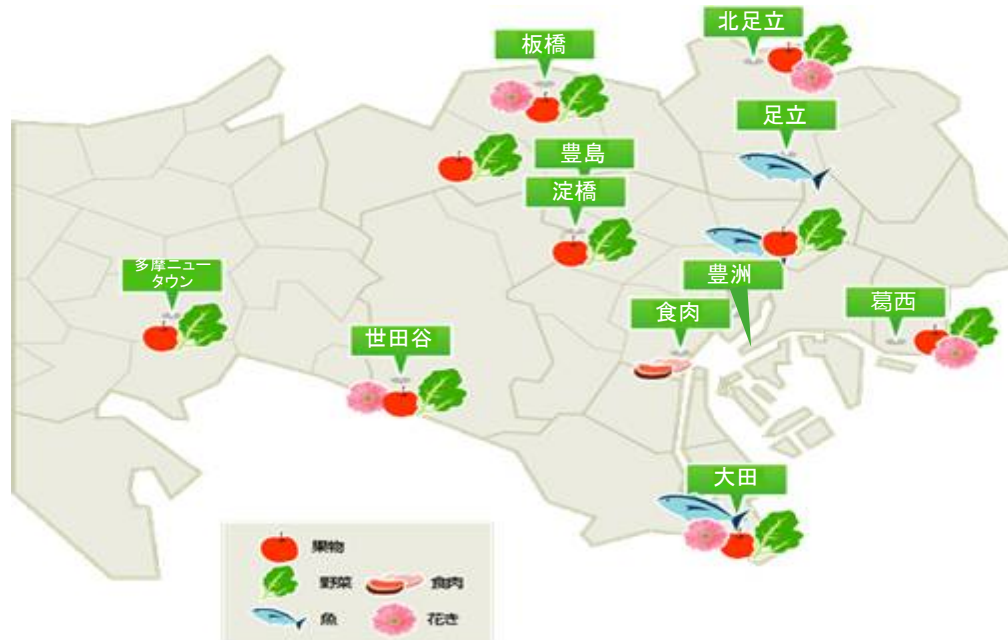 北足立
板橋
足立
豊島
淀橋
豊洲
多摩ニュー
タウン
葛西
食肉
世田谷
大田
果物
野菜
食肉
魚
花き